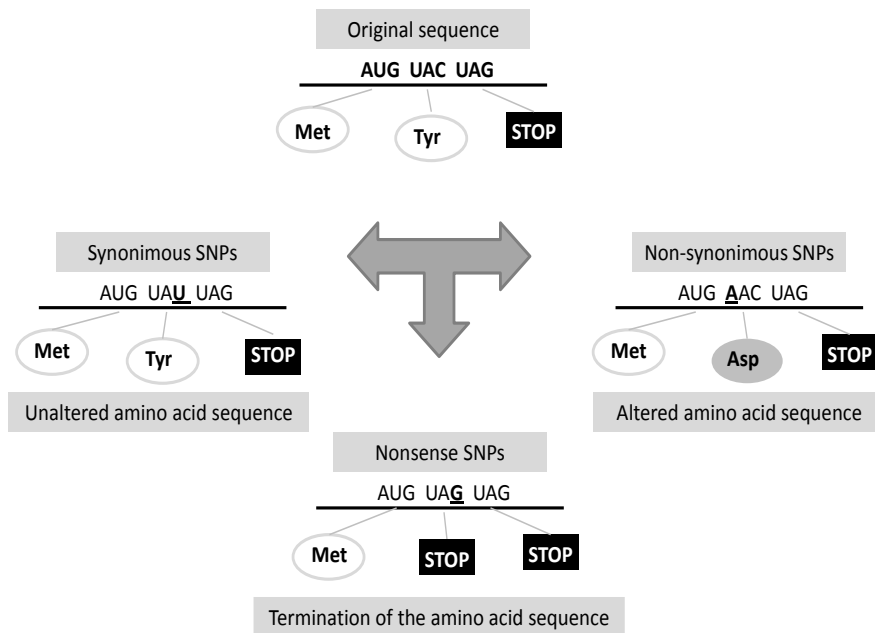 Original sequence
AUG UAC UAG
Met Tyr STOP
Synonimous SNPs
AUG UAU UAG
Met Tyr STOP
Unaltered amino acid sequence
Non-synonimous SNPs
AUG AAC UAG
Met Asp STOP
Altered amino acid sequence
Nonsense SNPs
AUG UAG UAG
Met STOP STOP
Termination of the amino acid sequence